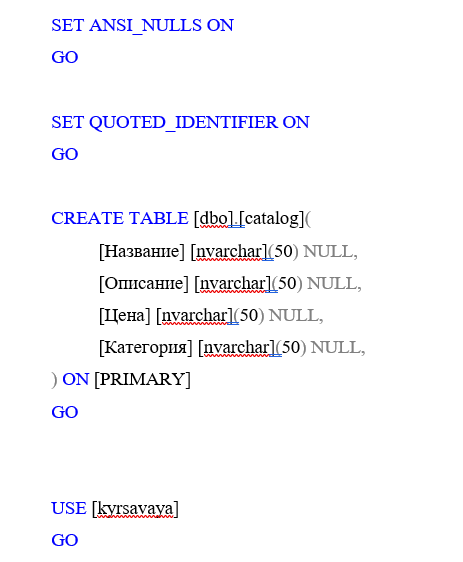 SET ANSI_NULLS ON
GO
SET QUOTED_IDENTIFIER ON
GO
CREATE TABLE [dbo].[catalog](
[Название] [nvarchar](50) NULL,
[Описание] [nvarchar](50) NULL,
[Цена] [nvarchar](50) NULL,
[Категория] [nvarchar](50) NULL,
) ON [PRIMARY]
GO
USE [kyrsavaya]
GO